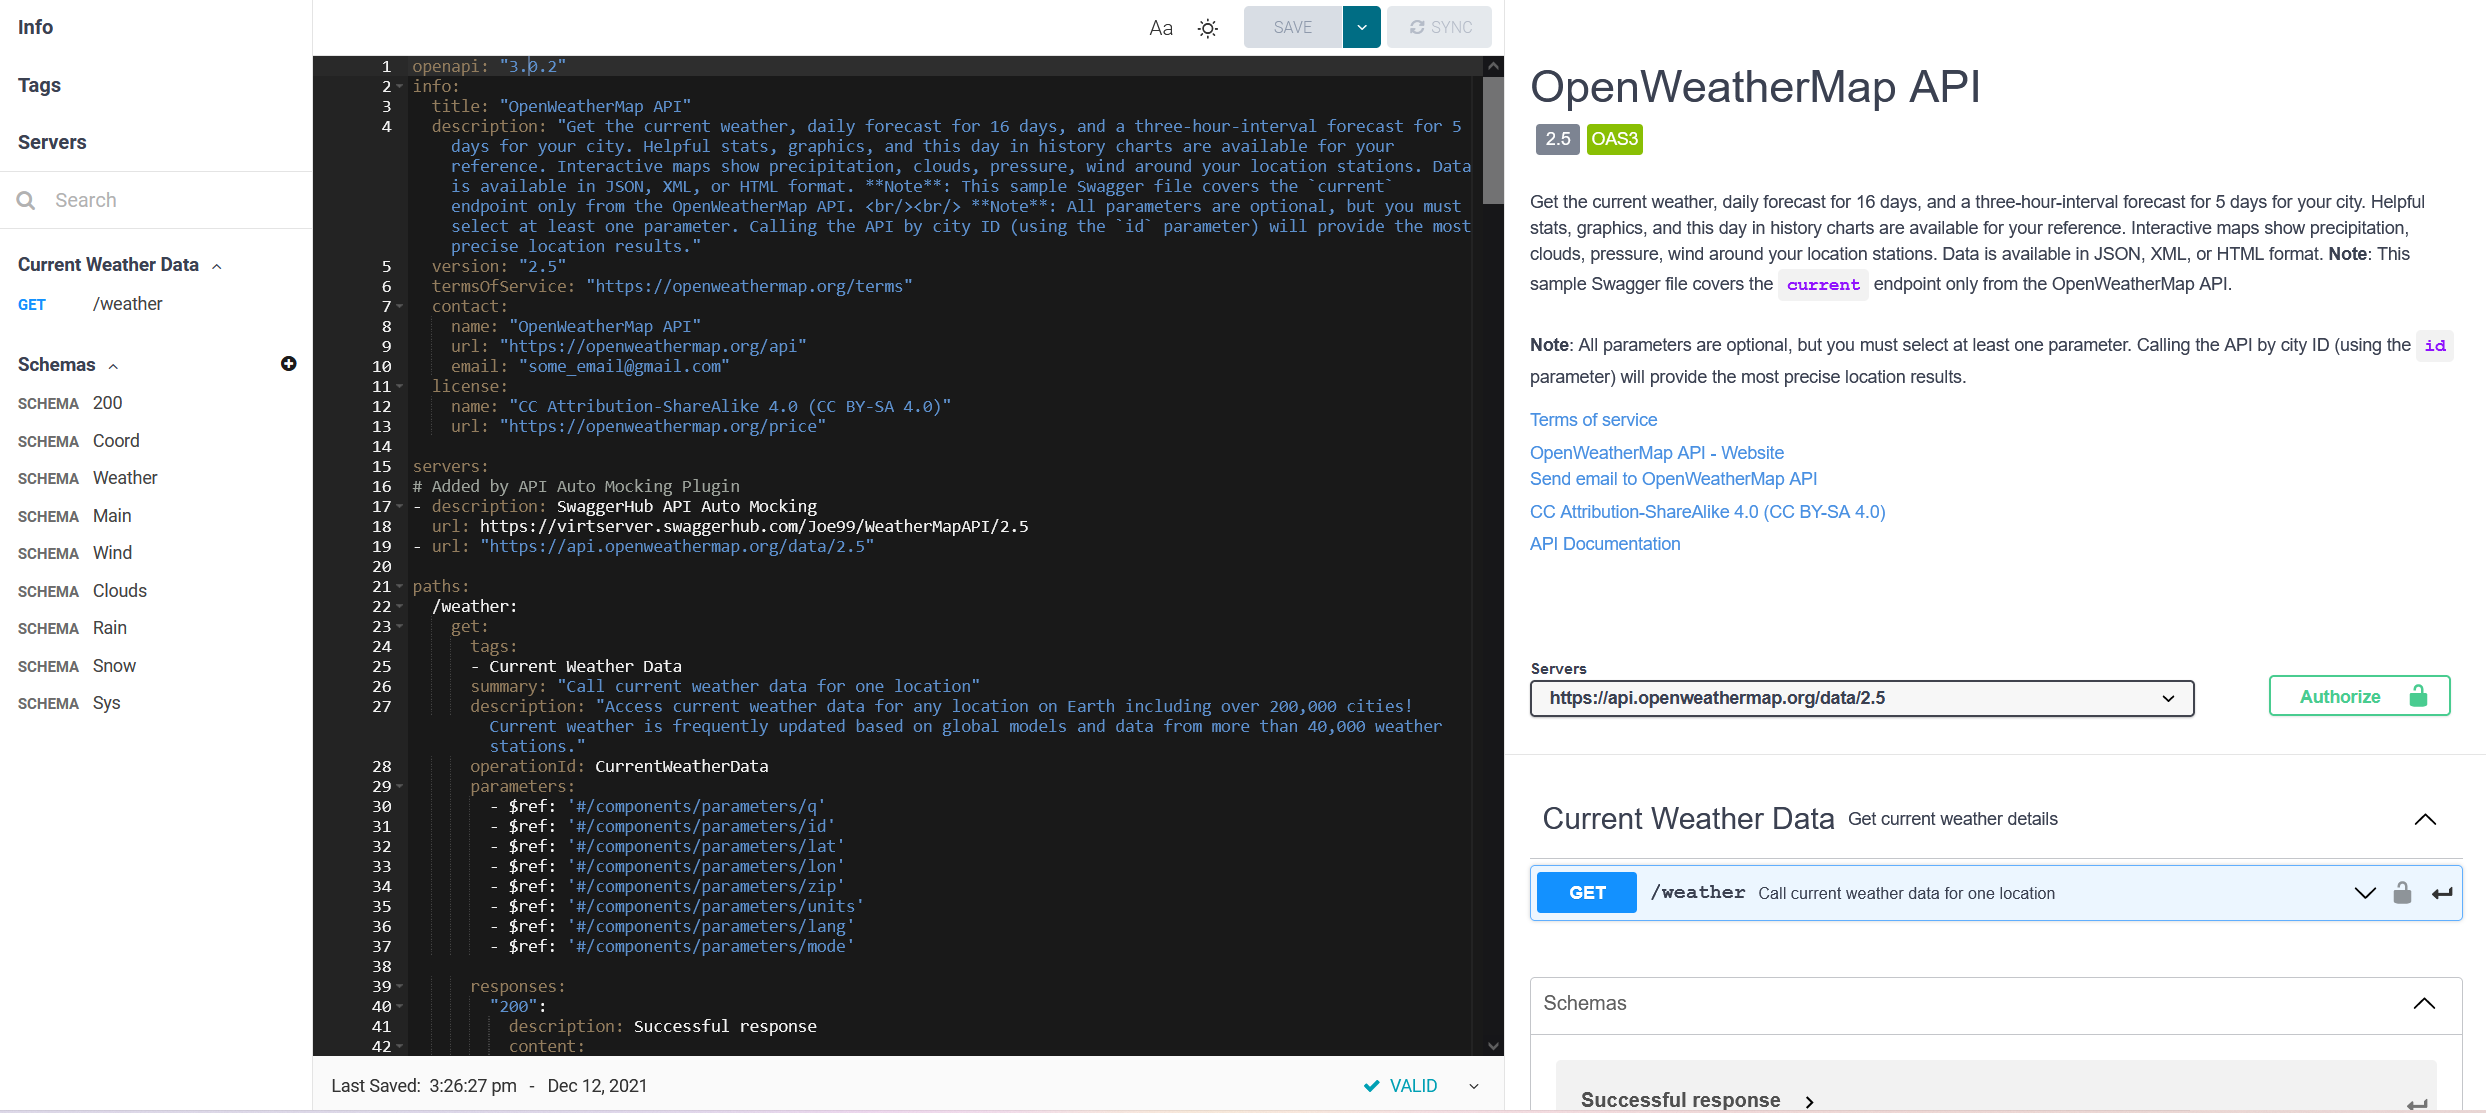 Info
Tags
Servers
Search
Current Weather Data
GET /weather
Schemas
SCHEMA 200
SCHEMA Coord
SCHEMA Weather
SCHEMA Main
SCHEMA Wind
SCHEMA Clouds
SCHEMA Rain
SCHEMA Snow
SCHEMA Sys
Aa SAVE SYNC
1 openapi: "3.0.2"
2 info:
3 title: "OpenWeatherMap API"
4 description: "Get the current weather, daily forecast for 16 days, and a three-hour-interval forecast for 5
days for your city. Helpful stats, graphics, and this day in history charts are available for your
reference. Interactive maps show precipitation, clouds, pressure, wind around your location stations. Data
is available in JSON, XML, or HTML format. **Note**: This sample Swagger file covers the `current`
endpoint only from the OpenWeatherMap API. <br/><br/> **Note**: All parameters are optional, but you must
select at least one parameter. Calling the API by city ID (using the `id` parameter) will provide the most
precise location results."
5 version: "2.5"
6 termsOfService: "https://openweathermap.org/terms"
7 contact:
8 name: "OpenWeatherMap API"
9 url: "https://openweathermap.org/api"
10 email: "some_email@gmail.com"
11 license:
12 name: "CC Attribution-ShareAlike 4.0 (CC BY-SA 4.0)"
13 url: "https://openweathermap.org/price"
14
15 servers:
16 # Added by API Auto Mocking Plugin
17 - description: SwaggerHub API Auto Mocking
18 url: https://virtserver.swaggerhub.com/Joe99/WeatherMapAPI/2.5
19 - url: "https://api.openweathermap.org/data/2.5"
20
21 paths:
22 /weather:
23 get:
24 tags:
25 - Current Weather Data
26 summary: "Call current weather data for one location"
27 description: "Access current weather data for any location on Earth including over 200,000 cities!
Current weather is frequently updated based on global models and data from more than 40,000 weather
stations."
28 operationId: CurrentWeatherData
29 parameters:
30 - $ref: '#/components/parameters/q'
31 - $ref: '#/components/parameters/id'
32 - $ref: '#/components/parameters/lat'
33 - $ref: '#/components/parameters/lon'
34 - $ref: '#/components/parameters/zip'
35 - $ref: '#/components/parameters/units'
36 - $ref: '#/components/parameters/lang'
37 - $ref: '#/components/parameters/mode'
38
39 responses:
40 "200":
41 description: Successful response
42 content:
Last Saved: 3:26:27 pm - Dec 12, 2021 VALID
OpenWeatherMap API
2.5 OAS3
Get the current weather, daily forecast for 16 days, and a three-hour-interval forecast for 5 days for your city. Helpful
stats, graphics, and this day in history charts are available for your reference. Interactive maps show precipitation,
clouds, pressure, wind around your location stations. Data is available in JSON, XML, or HTML format. Note: This
sample Swagger file covers the current endpoint only from the OpenWeatherMap API.
Note: All parameters are optional, but you must select at least one parameter. Calling the API by city ID (using the id
parameter) will provide the most precise location results.
Terms of service
OpenWeatherMap API - Website
Send email to OpenWeatherMap API
CC Attribution-ShareAlike 4.0 (CC BY-SA 4.0)
API Documentation
Servers
https://api.openweathermap.org/data/2.5
Authorize
Current Weather Data Get current weather details
GET /weather Call current weather data for one location
Schemas
Successful response